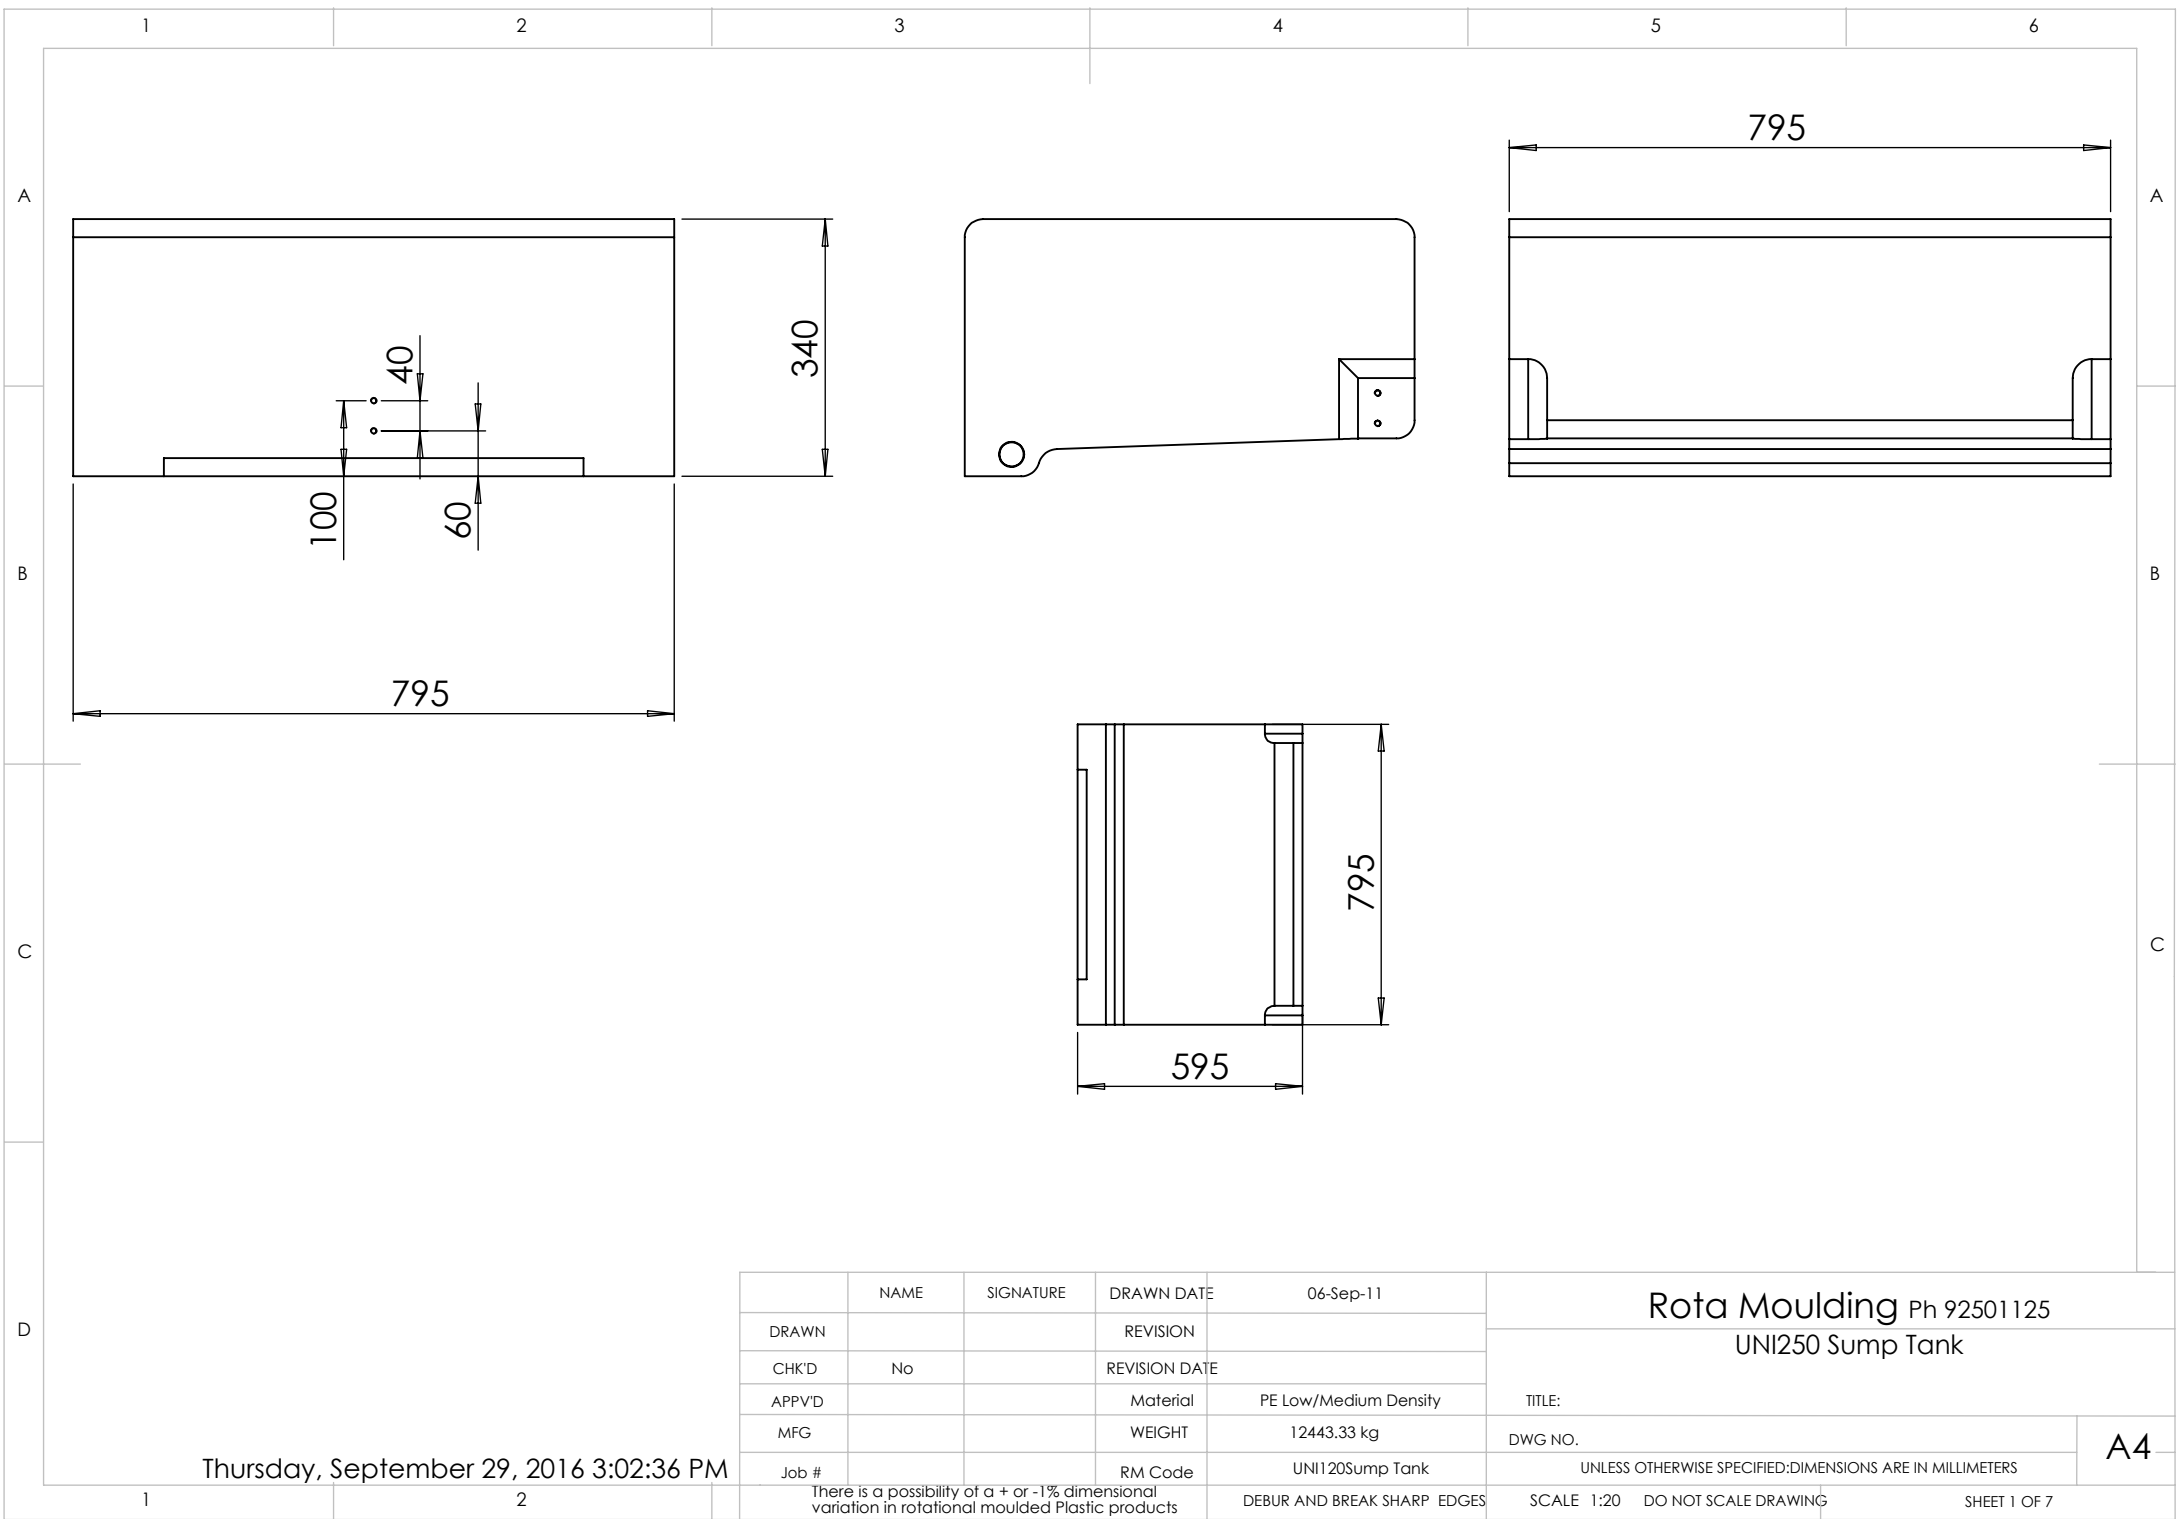 1 2 3 4 5 6
A A
B B
C C
D
795
340
40
100
60
795
795
595
NAME SIGNATURE DRAWN DATE 06-Sep-11
DRAWN REVISION
CHK'D No REVISION DATE
APPV'D Material PE Low/Medium Density
MFG WEIGHT 12443.33 kg
Job # RM Code UNI120Sump Tank
There is a possibility of a + or -1% dimensional
variation in rotational moulded Plastic products
DEBUR AND BREAK SHARP EDGES
Rota Moulding Ph 92501125
UNI250 Sump Tank
TITLE:
DWG NO.
A4
UNLESS OTHERWISE SPECIFIED:DIMENSIONS ARE IN MILLIMETERS
SCALE 1:20 DO NOT SCALE DRAWING SHEET 1 OF 7
Thursday, September 29, 2016 3:02:36 PM
1 2